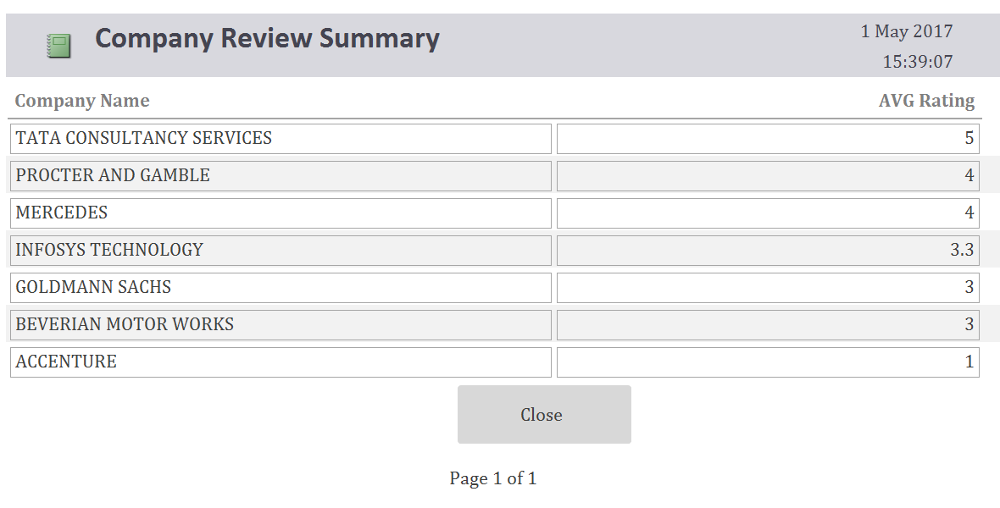 Company Review Summary
1 May 2017
15:39:07
Company Name AVG Rating
TATA CONSULTANCY SERVICES 5
PROCTER AND GAMBLE 4
MERCEDES 4
INFOSYS TECHNOLOGY 3.3
GOLDMANN SACHS 3
BEVERIAN MOTOR WORKS 3
ACCENTURE 1
Close
Page 1 of 1